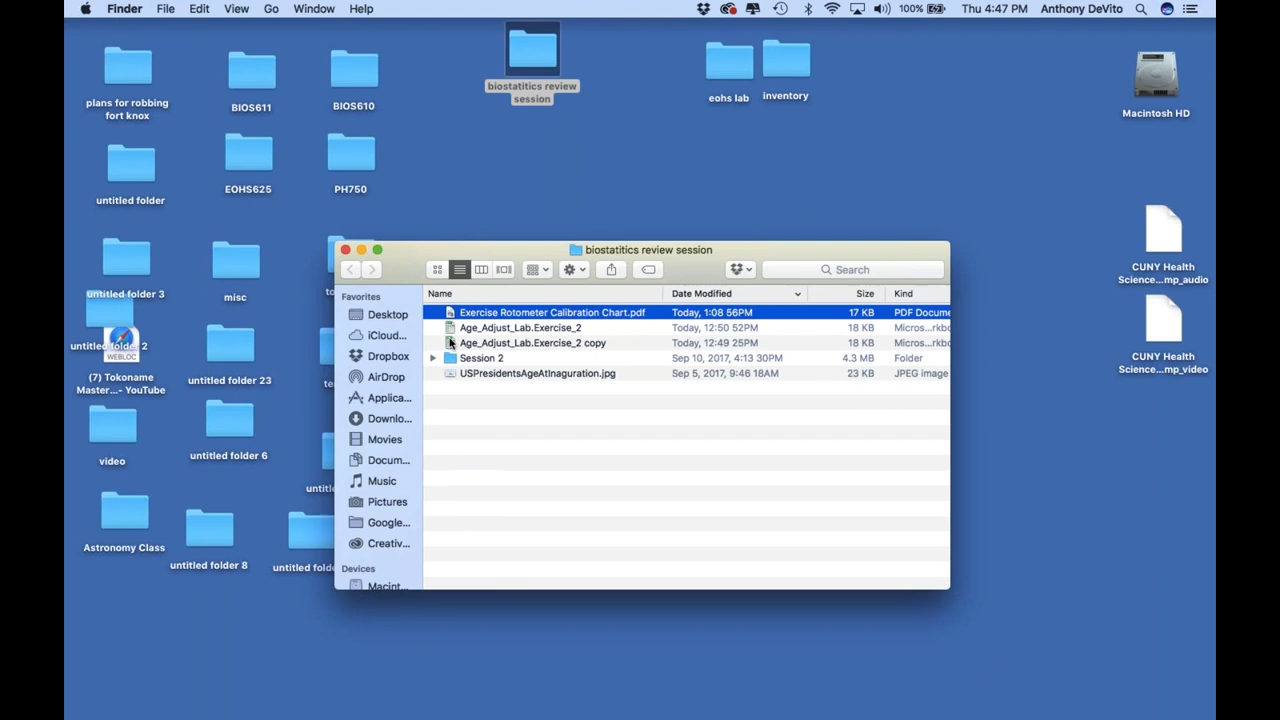 Finder File Edit View Go Window Help
100% Thu 4:47 PM Anthony DeVito
plans for robbing
fort knox
BIOS611
BIOS610
biostatitics review
session
eohs lab
inventory
Macintosh HD
untitled folder
EOHS625
PH750
untitled folder 3
misc
untitled folder 2
WEBLOC
(7) Tokoname
Master...- YouTube
untitled folder 23
video
untitled folder 6
Astronomy Class
untitled folder 8
CUNY Health
Science...mp_audio
CUNY Health
Science...mp_video
biostatitics review session
Search
Favorites
Desktop
iCloud...
Dropbox
AirDrop
Applica...
Downlo...
Movies
Docum...
Music
Pictures
Google...
Creativ...
Devices
Macint...
Name Date Modified Size Kind
Exercise Rotometer Calibration Chart.pdf Today, 1:08 56PM 17 KB PDF Docume
Age_Adjust_Lab.Exercise_2 Today, 12:50 52PM 18 KB Micros...rkbo
Age_Adjust_Lab.Exercise_2 copy Today, 12:49 25PM 18 KB Micros...rkbo
Session 2 Sep 10, 2017, 4:13 30PM 4.3 MB Folder
USPresidentsAgeAtInaguration.jpg Sep 5, 2017, 9:46 18AM 23 KB JPEG image